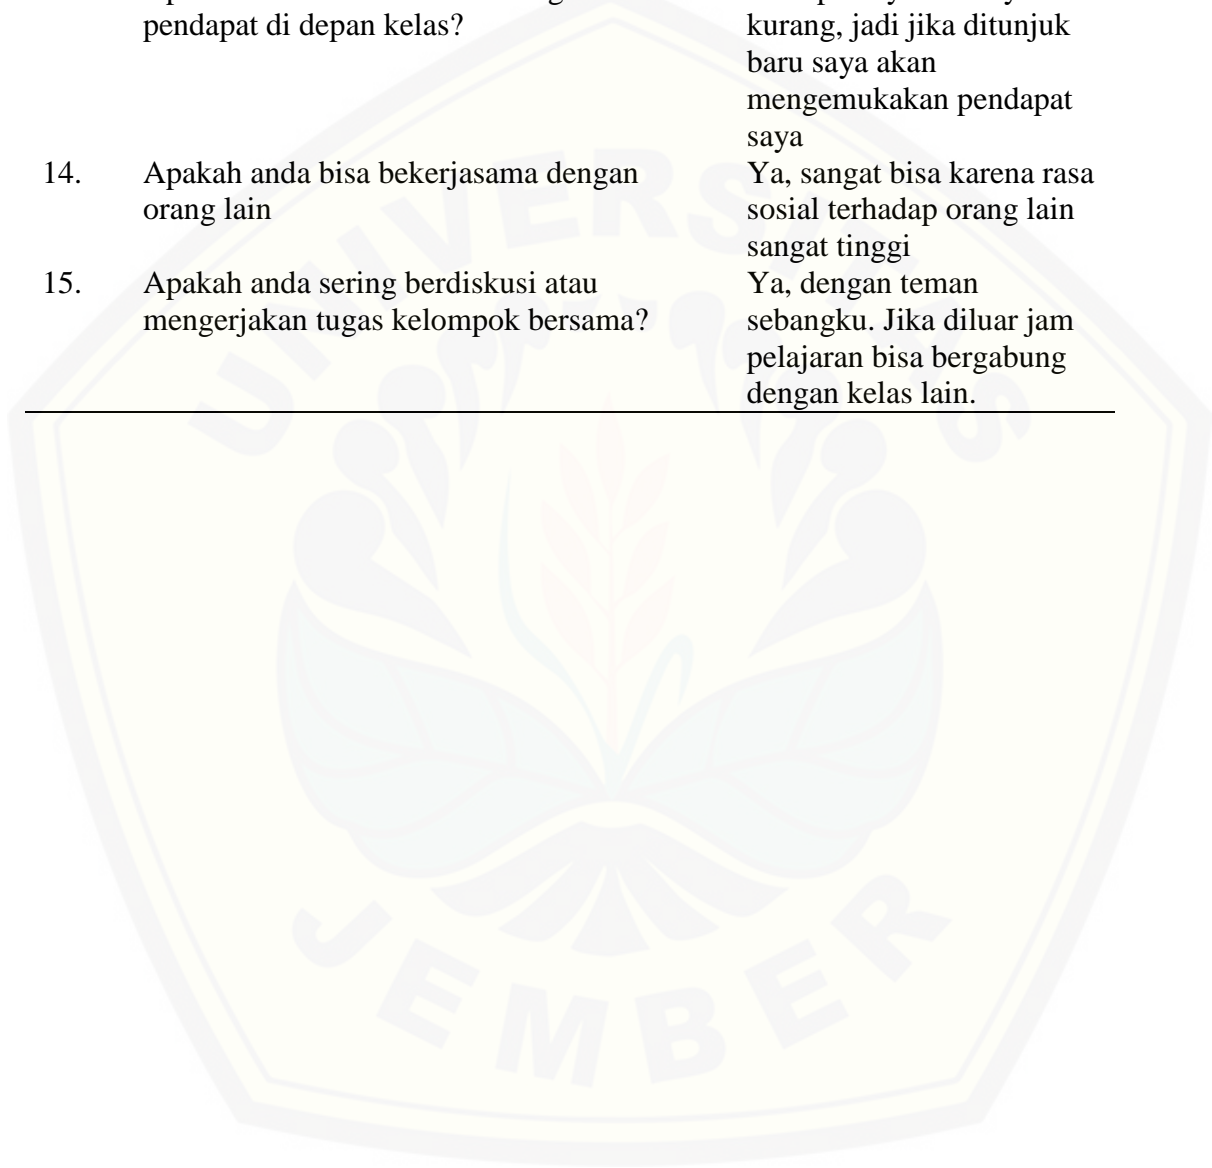 pendapat di depan kelas?
kurang, jadi jika ditunjuk
baru saya akan
mengemukakan pendapat
saya
14. Apakah anda bisa bekerjasama dengan
orang lain
Ya, sangat bisa karena rasa
sosial terhadap orang lain
sangat tinggi
15. Apakah anda sering berdiskusi atau
mengerjakan tugas kelompok bersama?
Ya, dengan teman
sebangku. Jika diluar jam
pelajaran bisa bergabung
dengan kelas lain.
UNIVERSITAS
JEMBER